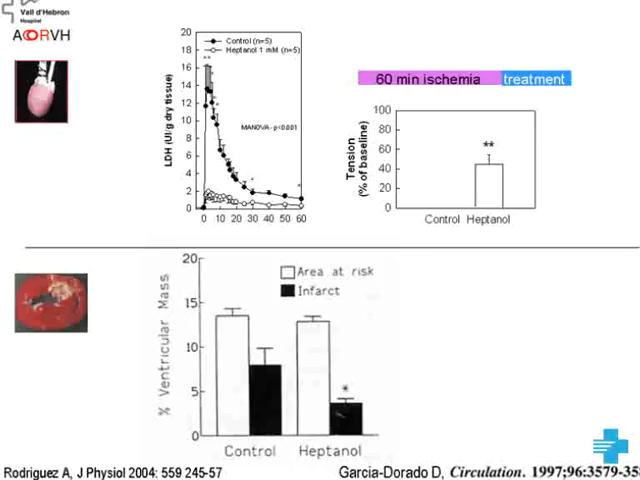 Vall d'Hebron
Hospital
ACORVH
20
18
16
14
12
10
8
6
4
2
0
LDH (UI/g dry tissue)
Control (n=5)
Heptanol 1 mM (n=5)
**
MANOVA - p<0.001
*
*
0 5 10 15 20 30 40 50 60
60 min ischemia treatment
100
80
60
40
20
0
Tension
(% of baseline)
**
Control Heptanol
20
15
10
5
0
% Ventricular Mass
Area at risk
Infarct
*
Control Heptanol
Rodriguez A, J Physiol 2004: 559 245-57
Garcia-Dorado D, Circulation. 1997;96:3579-35